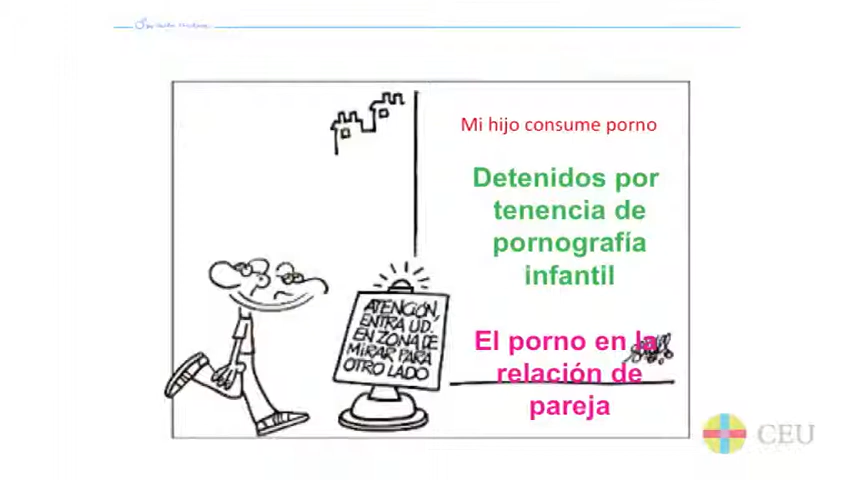 Mi hijo consume porno
Detenidos por
tenencia de
pornografía
infantil
ATENCIÓN,
ENTRA UD.
EN ZONA DE
MIRAR PARA
OTRO LADO
El porno en la
relación de
pareja
CEU